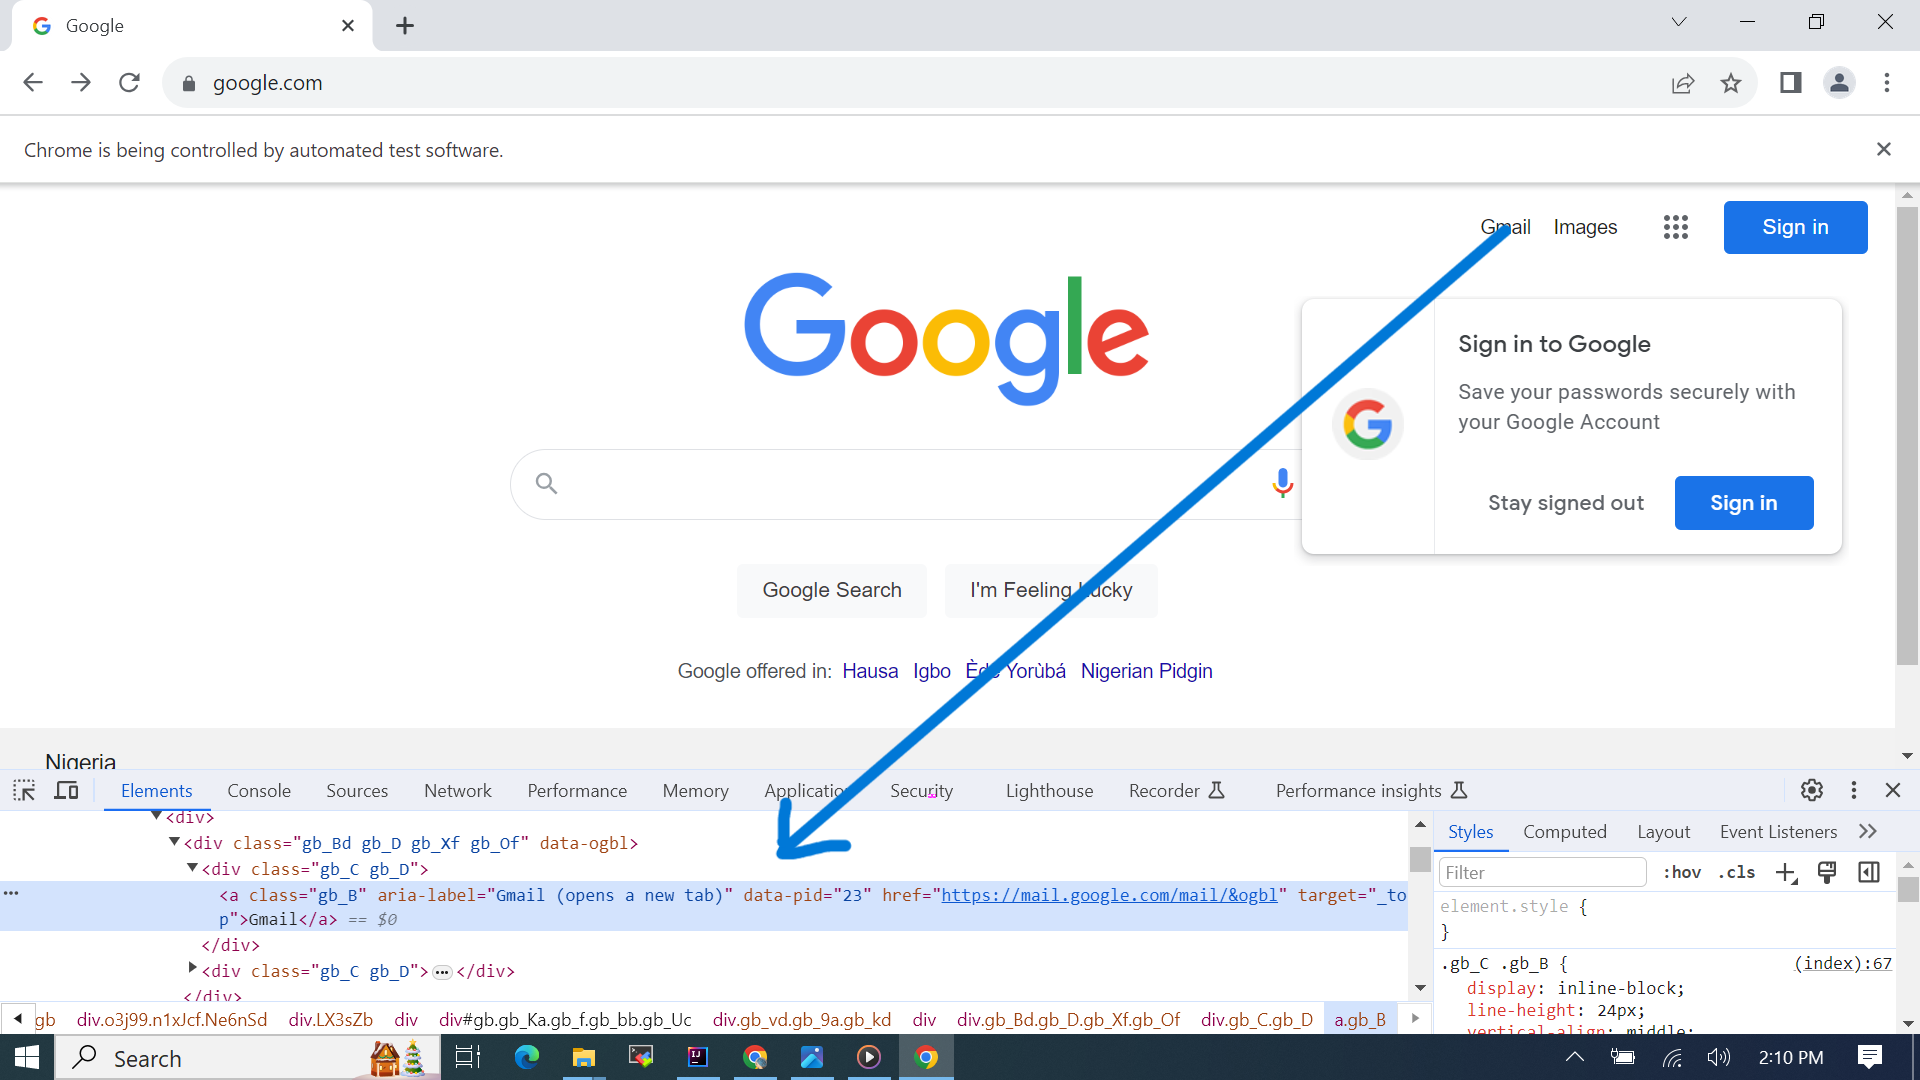 Google
google.com
Chrome is being controlled by automated test software.
Gmail Images Sign in
Google
Sign in to Google
Save your passwords securely with
your Google Account
Stay signed out Sign in
Google Search I'm Feeling Lucky
Google offered in: Hausa Igbo Èdè Yorùbá Nigerian Pidgin
Nigeria
Elements Console Sources Network Performance Memory Application Security Lighthouse Recorder Performance insights
<div>
<div class="gb_Bd gb_D gb_Xf gb_Of" data-ogbl>
<div class="gb_C gb_D">
<a class="gb_B" aria-label="Gmail (opens a new tab)" data-pid="23" href="https://mail.google.com/mail/&ogbl" target="_to
p">Gmail</a> == $0
</div>
<div class="gb_C gb_D">…</div>
</div>
gb div.o3j99.n1xJcf.Ne6nSd div.LX3sZb div div#gb.gb_Ka.gb_f.gb_bb.gb_Uc div.gb_vd.gb_9a.gb_kd div div.gb_Bd.gb_D.gb_Xf.gb_Of div.gb_C.gb_D a.gb_B
Styles Computed Layout Event Listeners
Filter :hov .cls
element.style {
}
.gb_C .gb_B { (index):67
display: inline-block;
line-height: 24px;
vertical-align: middle;
Search 2:10 PM